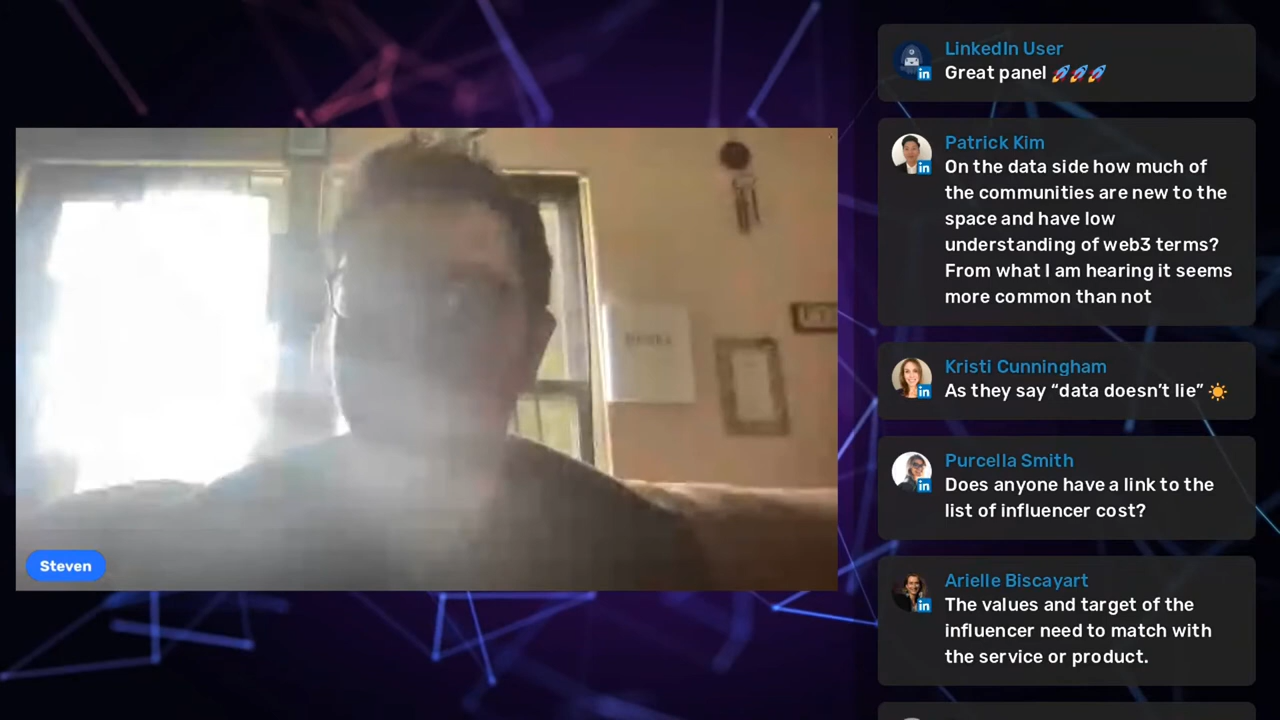 LinkedIn User
Great panel 🚀🚀🚀
Patrick Kim
On the data side how much of
the communities are new to the
space and have low
understanding of web3 terms?
From what I am hearing it seems
more common than not
Kristi Cunningham
As they say “data doesn’t lie” ☀️
Purcella Smith
Does anyone have a link to the
list of influencer cost?
Arielle Biscayart
The values and target of the
influencer need to match with
the service or product.
Steven